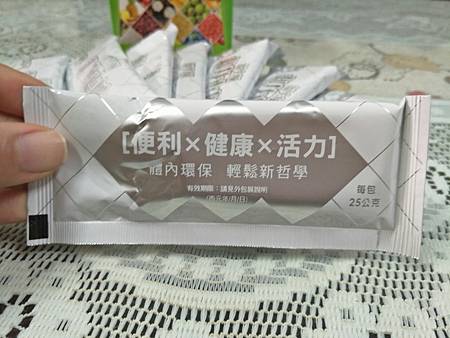 [便利×健康×活力]
體內環保 輕鬆新哲學
有效期限：請見外包裝說明
(西元年/月/日)
每包
25公克